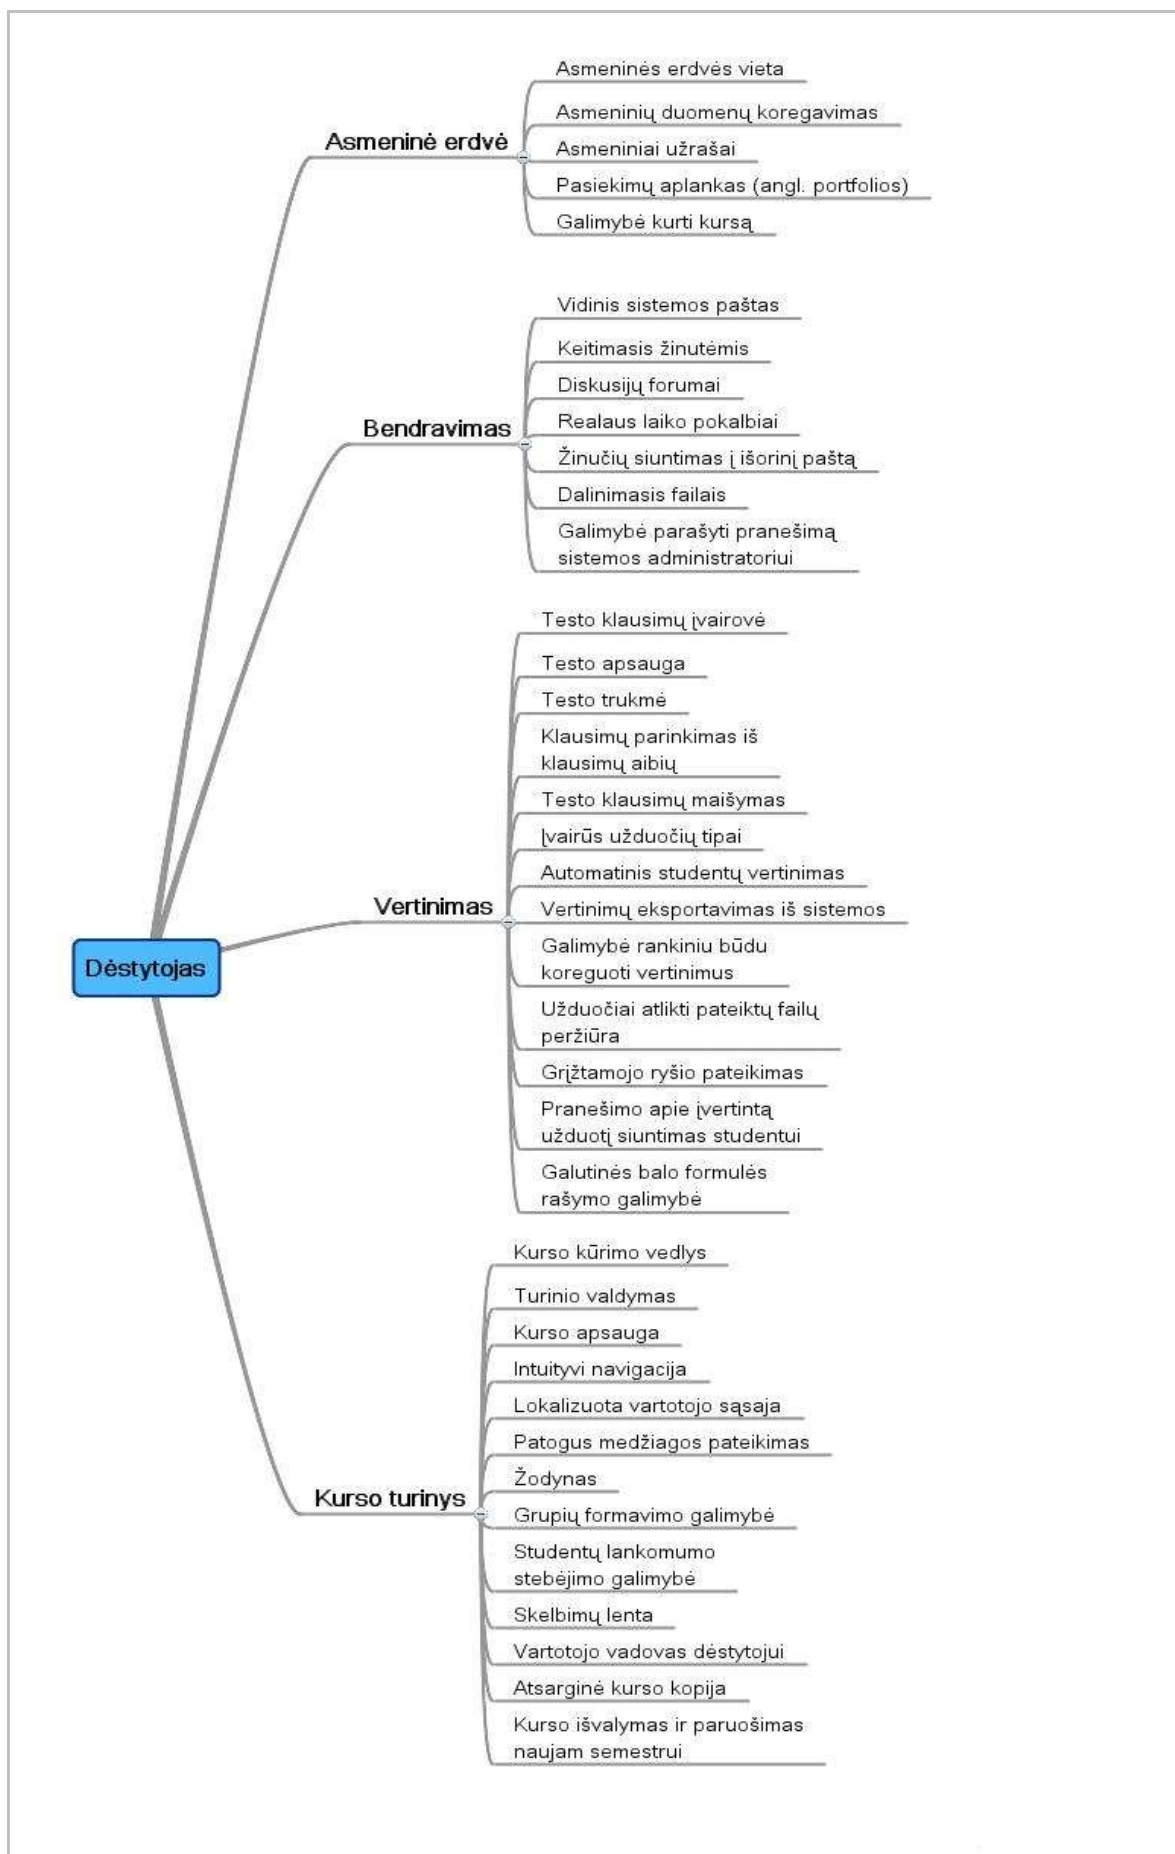 Asmeninės erdvės vieta
Asmeninių duomenų koregavimas
Asmeninė erdvė
Asmeniniai užrašai
Pasiekimų aplankas (angl. portfolios)
Galimybė kurti kursą
Vidinis sistemos paštas
Keitimasis žinutėmis
Diskusijų forumai
Bendravimas
Realaus laiko pokalbiai
Žinučių siuntimas į išorinį paštą
Dalinimasis failais
Galimybė parašyti pranešimą
sistemos administratoriui
Testo klausimų įvairovė
Testo apsauga
Testo trukmė
Klausimų parinkimas iš
klausimų aibių
Testo klausimų maišymas
Įvairūs užduočių tipai
Automatinis studentų vertinimas
Vertinimas
Vertinimų eksportavimas iš sistemos
Galimybė rankiniu būdu
koreguoti vertinimus
Dėstytojas
Užduočiai atlikti pateiktų failų
peržiūra
Grįžtamojo ryšio pateikimas
Pranešimo apie įvertintą
užduotį siuntimas studentui
Galutinės balo formulės
rašymo galimybė
Kurso kūrimo vedlys
Turinio valdymas
Kurso apsauga
Intuityvi navigacija
Lokalizuota vartotojo sąsaja
Patogus medžiagos pateikimas
Žodynas
Kurso turinys
Grupių formavimo galimybė
Studentų lankomumo
stebėjimo galimybė
Skelbimų lenta
Vartotojo vadovas dėstytojui
Atsarginė kurso kopija
Kurso išvalymas ir paruošimas
naujam semestrui